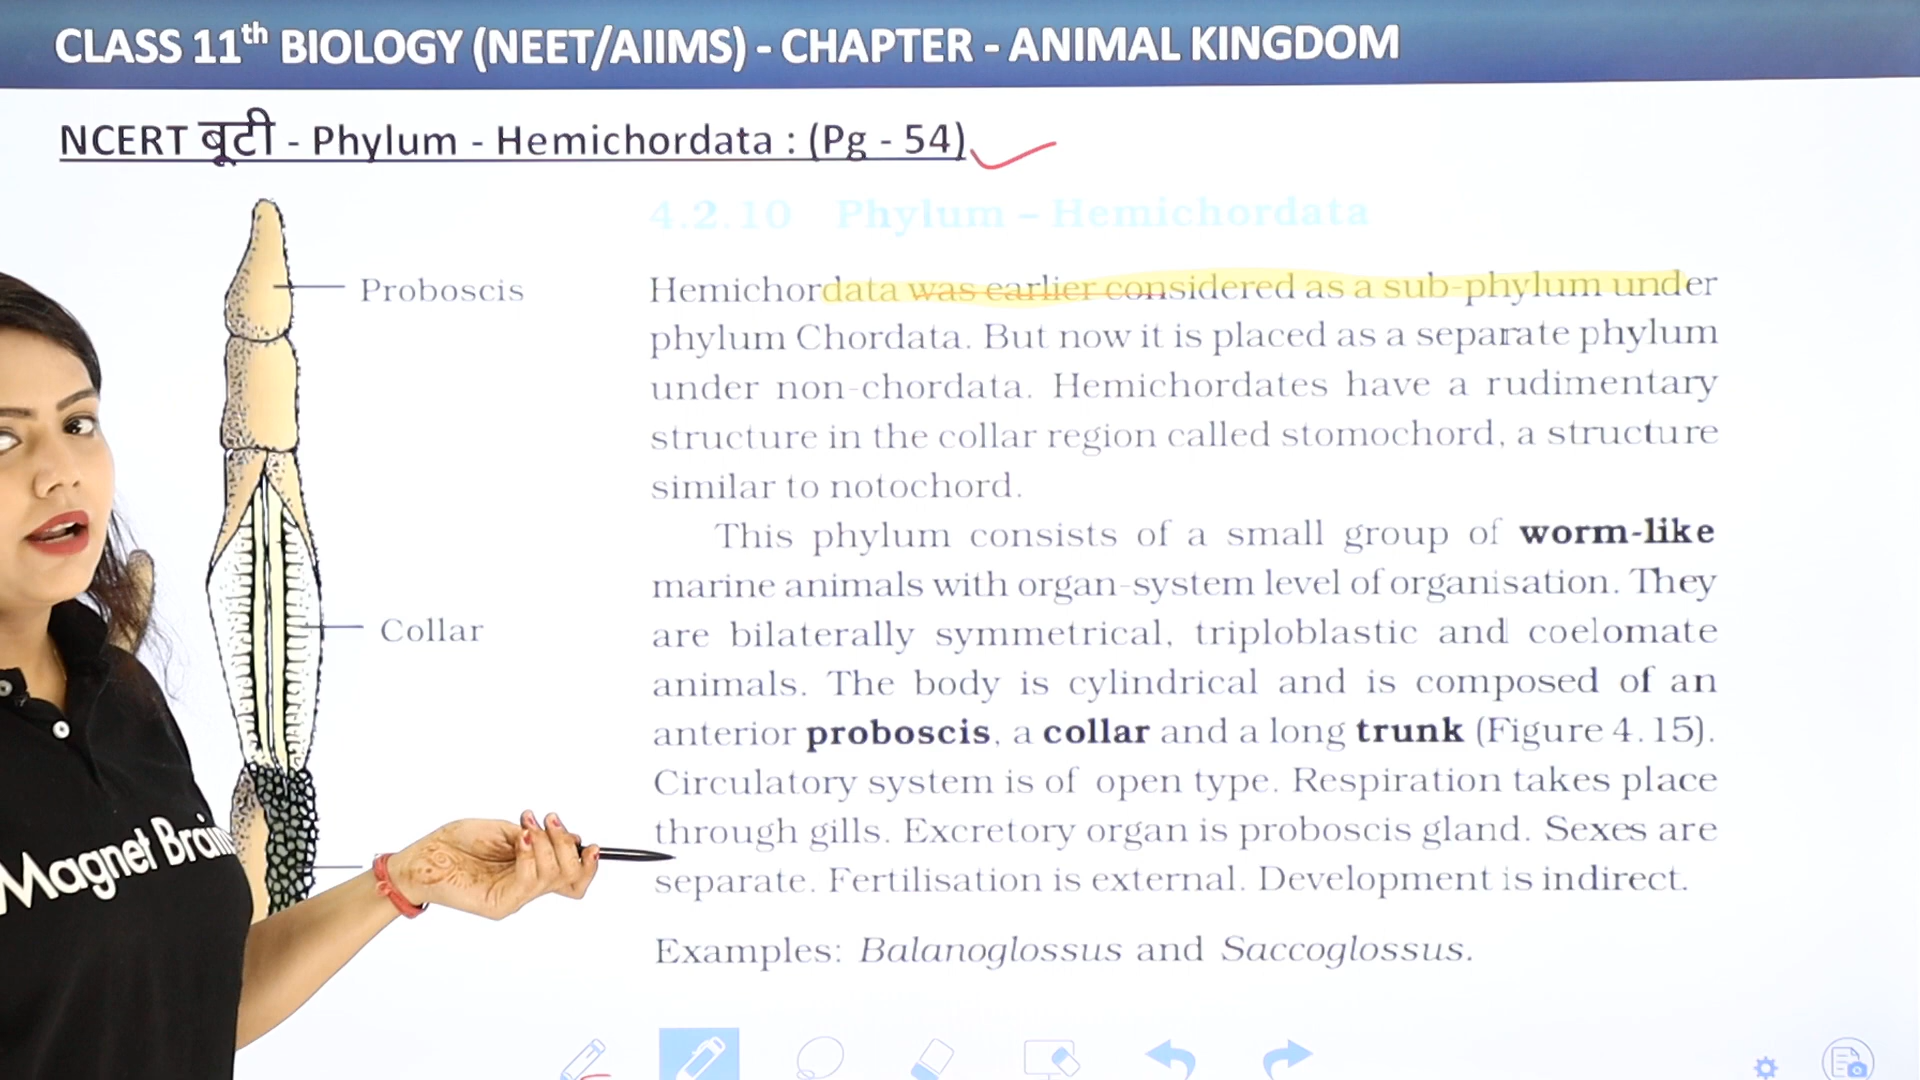 CLASS 11th BIOLOGY (NEET/AIIMS) - CHAPTER - ANIMAL KINGDOM
NCERT बूटी - Phylum - Hemichordata : (Pg - 54)
4.2.10 Phylum – Hemichordata
Proboscis
Hemichordata was earlier considered as a sub-phylum under
phylum Chordata. But now it is placed as a separate phylum
under non-chordata. Hemichordates have a rudimentary
structure in the collar region called stomochord, a structure
similar to notochord.
This phylum consists of a small group of worm-like
marine animals with organ-system level of organisation. They
are bilaterally symmetrical, triploblastic and coelomate
animals. The body is cylindrical and is composed of an
anterior proboscis, a collar and a long trunk (Figure 4.15).
Circulatory system is of open type. Respiration takes place
through gills. Excretory organ is proboscis gland. Sexes are
separate. Fertilisation is external. Development is indirect.
Examples: Balanoglossus and Saccoglossus.
Collar
Magnet Brain